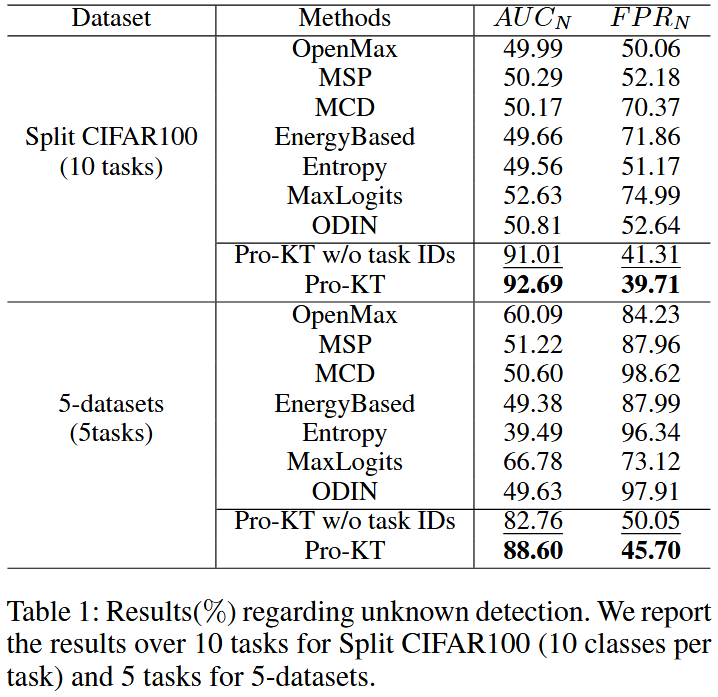 Dataset Methods AUC_N FPR_N
OpenMax 49.99 50.06
MSP 50.29 52.18
MCD 50.17 70.37
Split CIFAR100 EnergyBased 49.66 71.86
(10 tasks) Entropy 49.56 51.17
MaxLogits 52.63 74.99
ODIN 50.81 52.64
Pro-KT w/o task IDs 91.01 41.31
Pro-KT 92.69 39.71
OpenMax 60.09 84.23
MSP 51.22 87.96
MCD 50.60 98.62
5-datasets EnergyBased 49.38 87.99
(5tasks) Entropy 39.49 96.34
MaxLogits 66.78 73.12
ODIN 49.63 97.91
Pro-KT w/o task IDs 82.76 50.05
Pro-KT 88.60 45.70
Table 1: Results(%) regarding unknown detection. We report
the results over 10 tasks for Split CIFAR100 (10 classes per
task) and 5 tasks for 5-datasets.